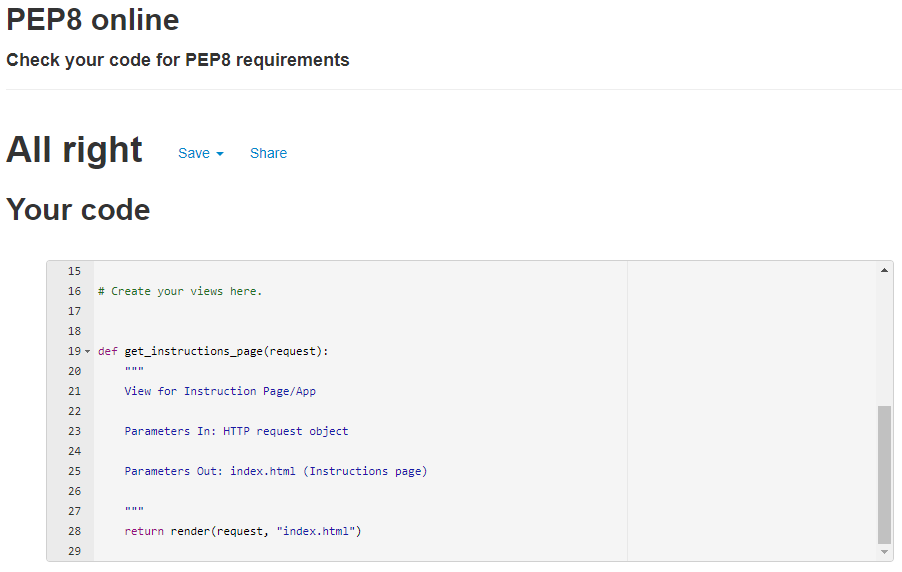 PEP8 online
Check your code for PEP8 requirements
All right Save Share
Your code
15
16 # Create your views here.
17
18
19 def get_instructions_page(request):
20 """
21 View for Instruction Page/App
22
23 Parameters In: HTTP request object
24
25 Parameters Out: index.html (Instructions page)
26
27 """
28 return render(request, "index.html")
29